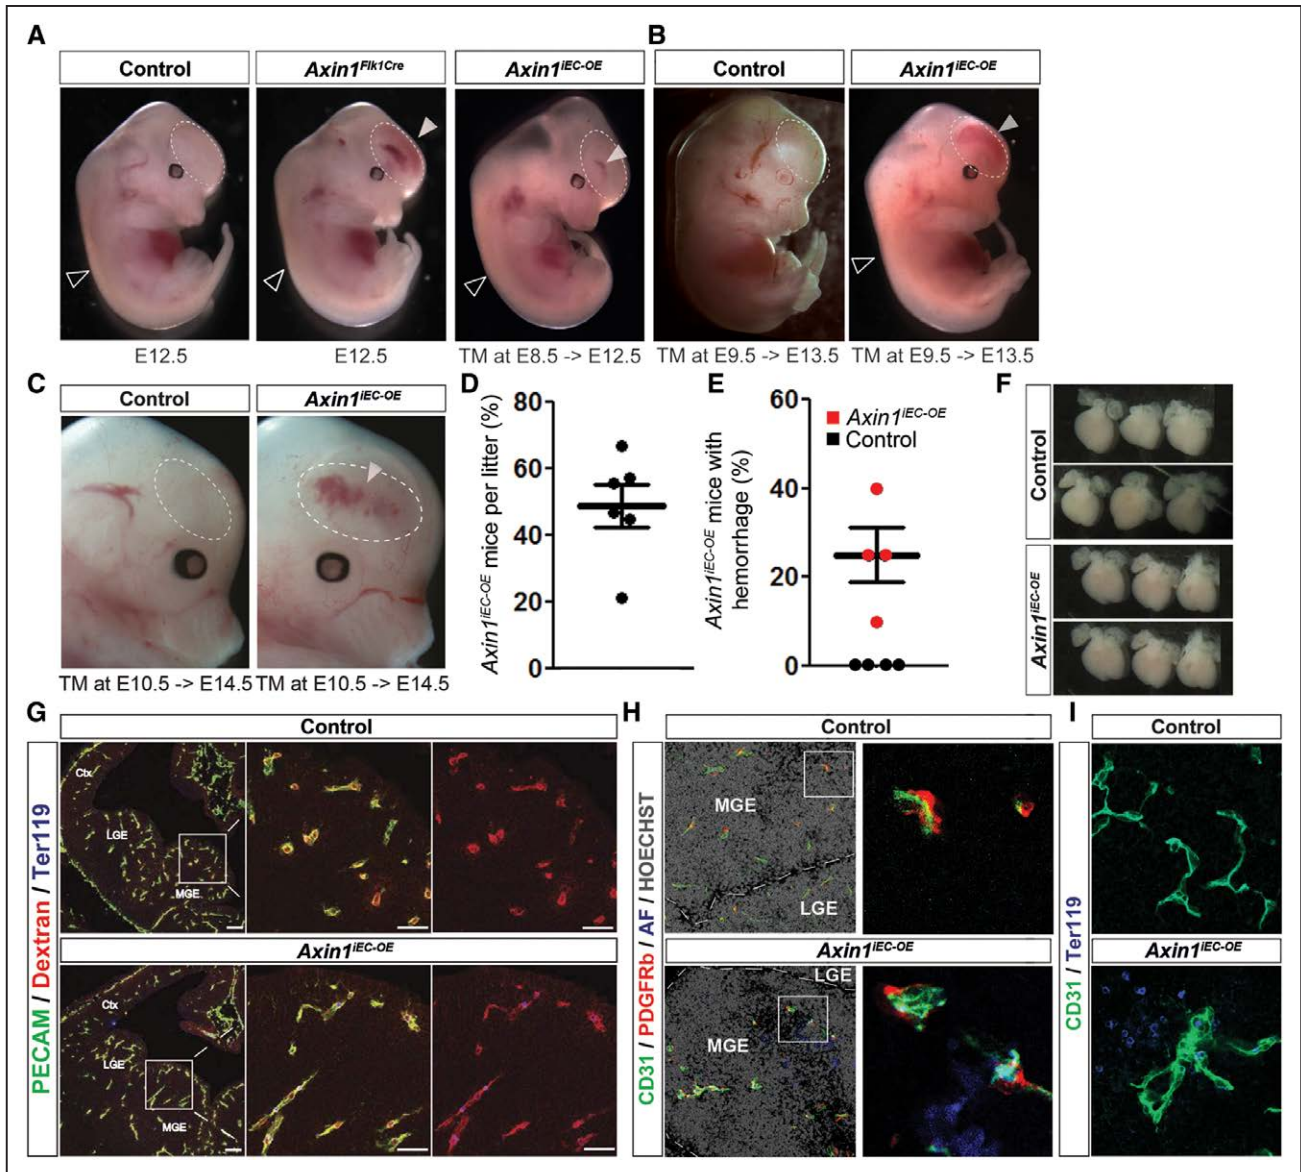 A
B
Control
Axin1Flk1Cre
Axin1iEC-OE
Control
Axin1iEC-OE
E12.5
E12.5
TM at E8.5 -> E12.5
TM at E9.5 -> E13.5
TM at E9.5 -> E13.5
C
Control
Axin1iEC-OE
TM at E10.5 -> E14.5
TM at E10.5 -> E14.5
D
Axin1iEC-OE mice per litter (%)
80
60
40
20
0
E
Axin1iEC-OE mice with
hemorrhage (%)
60
40
20
0
Axin1iEC-OE
Control
F
Control
Axin1iEC-OE
G
PECAM / Dextran / Ter119
Control
Ctx
LGE
MGE
Axin1iEC-OE
Ctx
LGE
MGE
H
CD31 / PDGFRb / AF / HOECHST
Control
MGE
LGE
Axin1iEC-OE
LGE
MGE
I
CD31 / Ter119
Control
Axin1iEC-OE